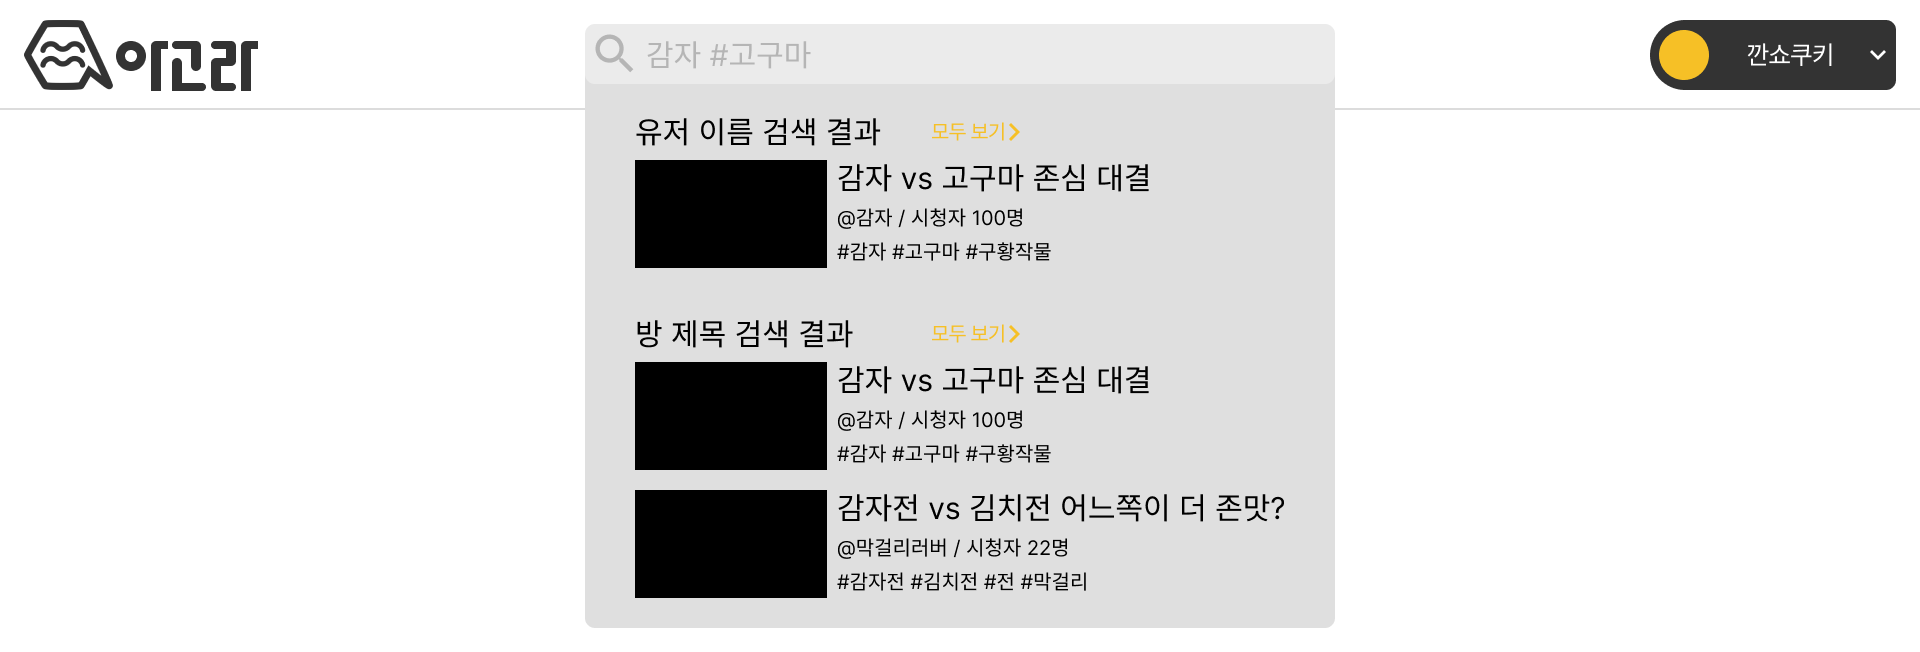 아고라
감자 #고구마
깐쇼쿠키
유저 이름 검색 결과 모두 보기
감자 vs 고구마 존심 대결
@감자 / 시청자 100명
#감자 #고구마 #구황작물
방 제목 검색 결과 모두 보기
감자 vs 고구마 존심 대결
@감자 / 시청자 100명
#감자 #고구마 #구황작물
감자전 vs 김치전 어느쪽이 더 존맛?
@막걸리러버 / 시청자 22명
#감자전 #김치전 #전 #막걸리